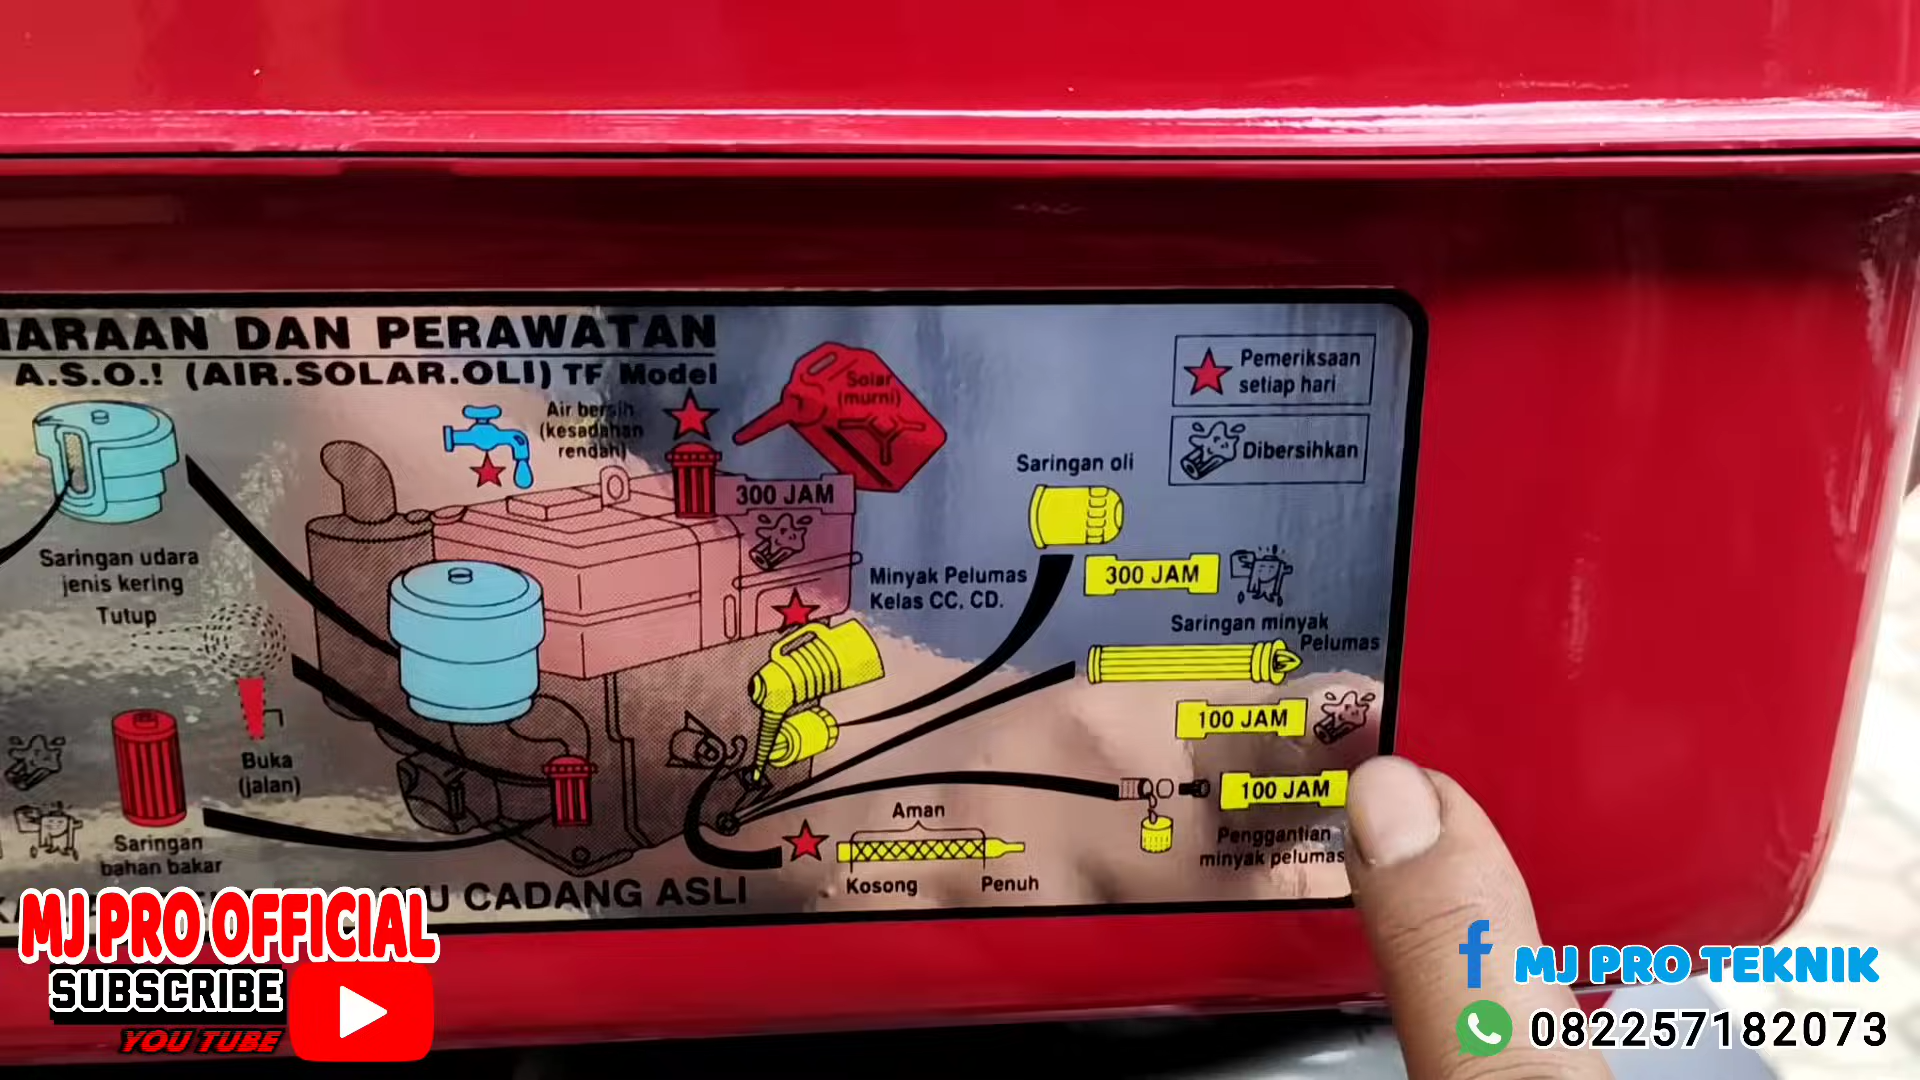 HARAAN DAN PERAWATAN
A.S.O.! (AIR.SOLAR.OLI) TF Model
Air bersih
(kesadahan
rendah)
Solar
(murni)
Pemeriksaan
setiap hari
Dibersihkan
Saringan oli
300 JAM
Saringan udara
jenis kering
Tutup
Minyak Pelumas
Kelas CC, CD.
300 JAM
Saringan minyak
Pelumas
100 JAM
Buka
(jalan)
100 JAM
Penggantian
minyak pelumas
Aman
Kosong
Penuh
Saringan
bahan bakar
CADANG ASLI
MJ PRO OFFICIAL
SUBSCRIBE
YOU TUBE
f MJ PRO TEKNIK
082257182073